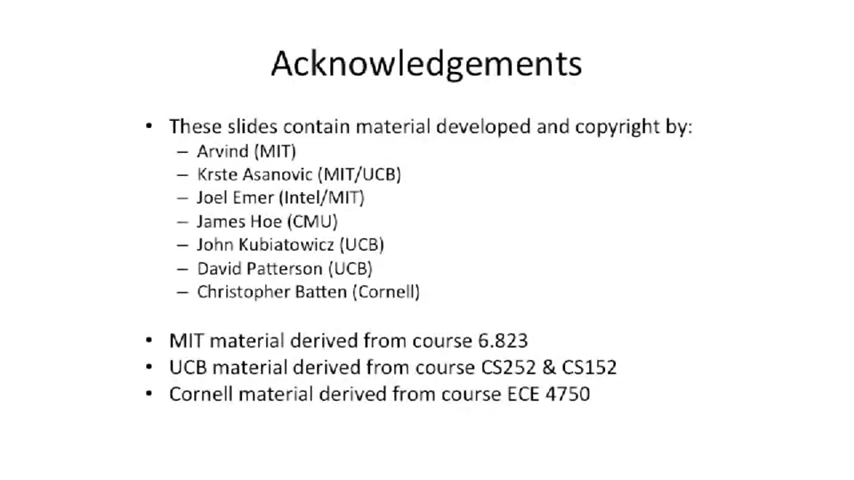 Acknowledgements
• These slides contain material developed and copyright by:
– Arvind (MIT)
– Krste Asanovic (MIT/UCB)
– Joel Emer (Intel/MIT)
– James Hoe (CMU)
– John Kubiatowicz (UCB)
– David Patterson (UCB)
– Christopher Batten (Cornell)
• MIT material derived from course 6.823
• UCB material derived from course CS252 & CS152
• Cornell material derived from course ECE 4750